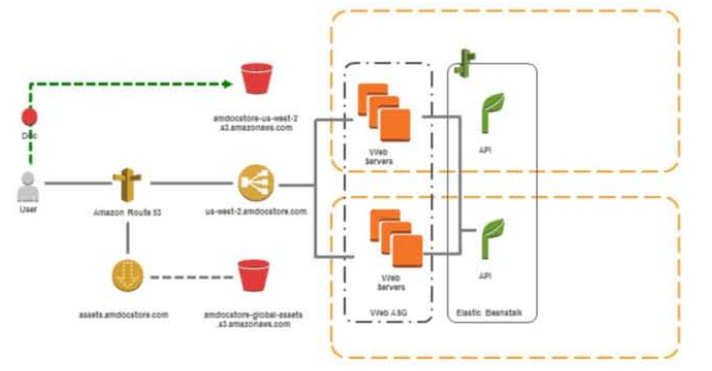 amdocstore-us-west-2
.s3.amazonaws.com
Doc
User
Amazon Route 53
us-west-2.amdocstore.com
Web
Servers
API
assets.amdocstore.com
amdocstore-global-assets
.s3.amazonaws.com
Web
Servers
API
Web ASG
Elastic Beanstalk